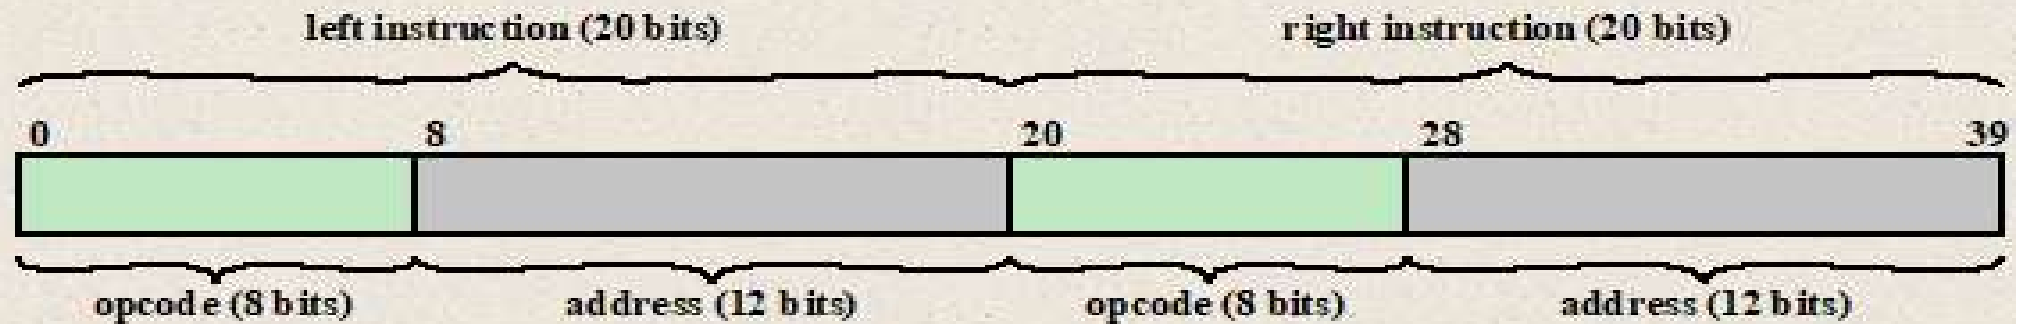 left instruction (20 bits) right instruction (20 bits)
0 8 20 28 39
opcode (8 bits) address (12 bits) opcode (8 bits) address (12 bits)